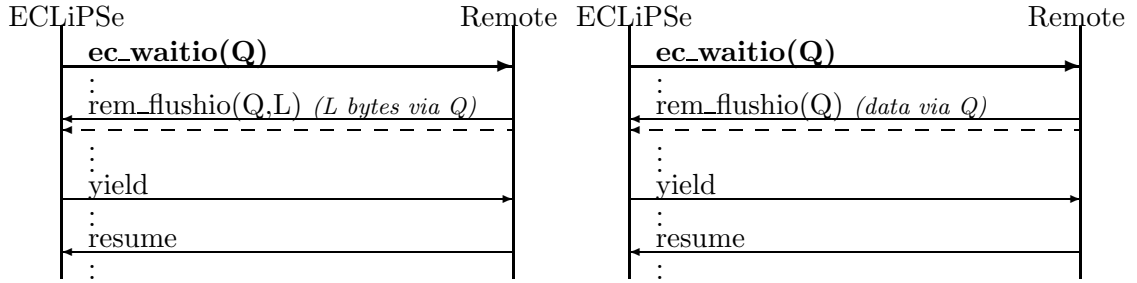 ECLiPSe Remote
ec_waitio(Q)
rem_flushio(Q,L) (L bytes via Q)
yield
resume
ECLiPSe Remote
ec_waitio(Q)
rem_flushio(Q) (data via Q)
yield
resume